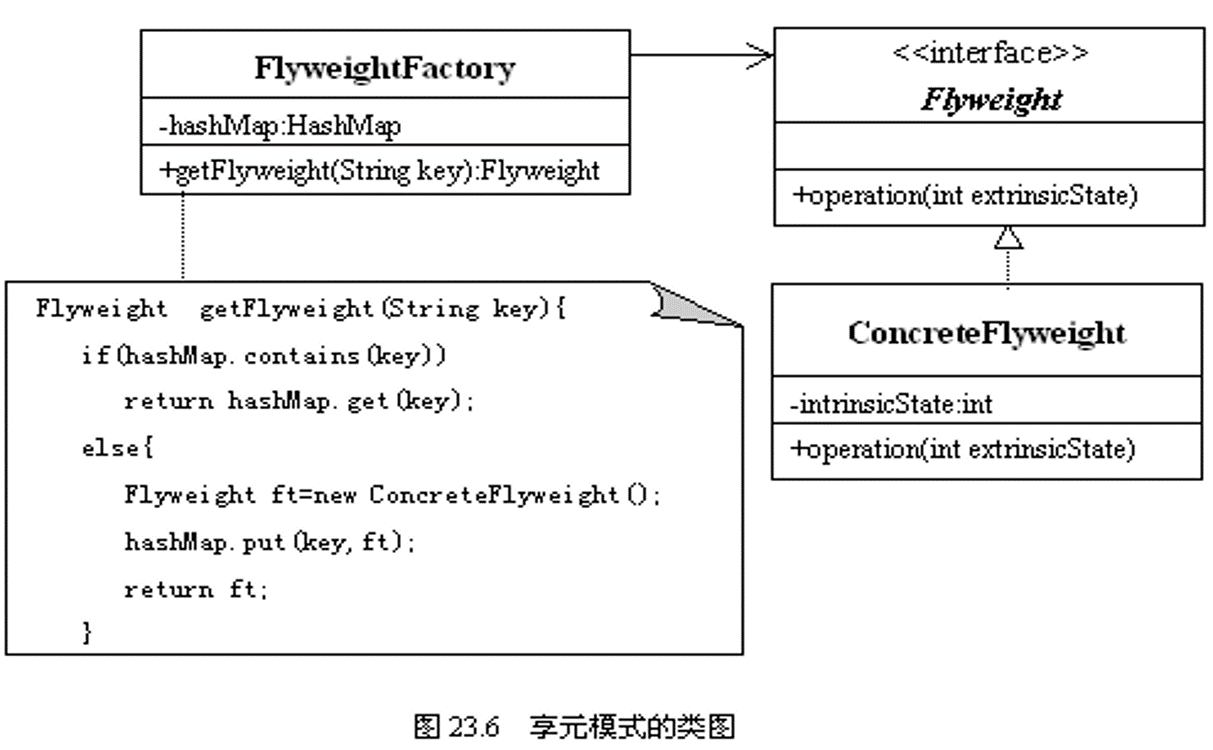 FlyweightFactory
-hashMap:HashMap
+getFlyweight(String key):Flyweight
<<interface>>
Flyweight
+operation(int extrinsicState)
ConcreteFlyweight
-intrinsicState:int
+operation(int extrinsicState)
Flyweight getFlyweight(String key){
if(hashMap.contains(key))
return hashMap.get(key);
else{
Flyweight ft=new ConcreteFlyweight();
hashMap.put(key,ft);
return ft;
}
图 23.6 享元模式的类图